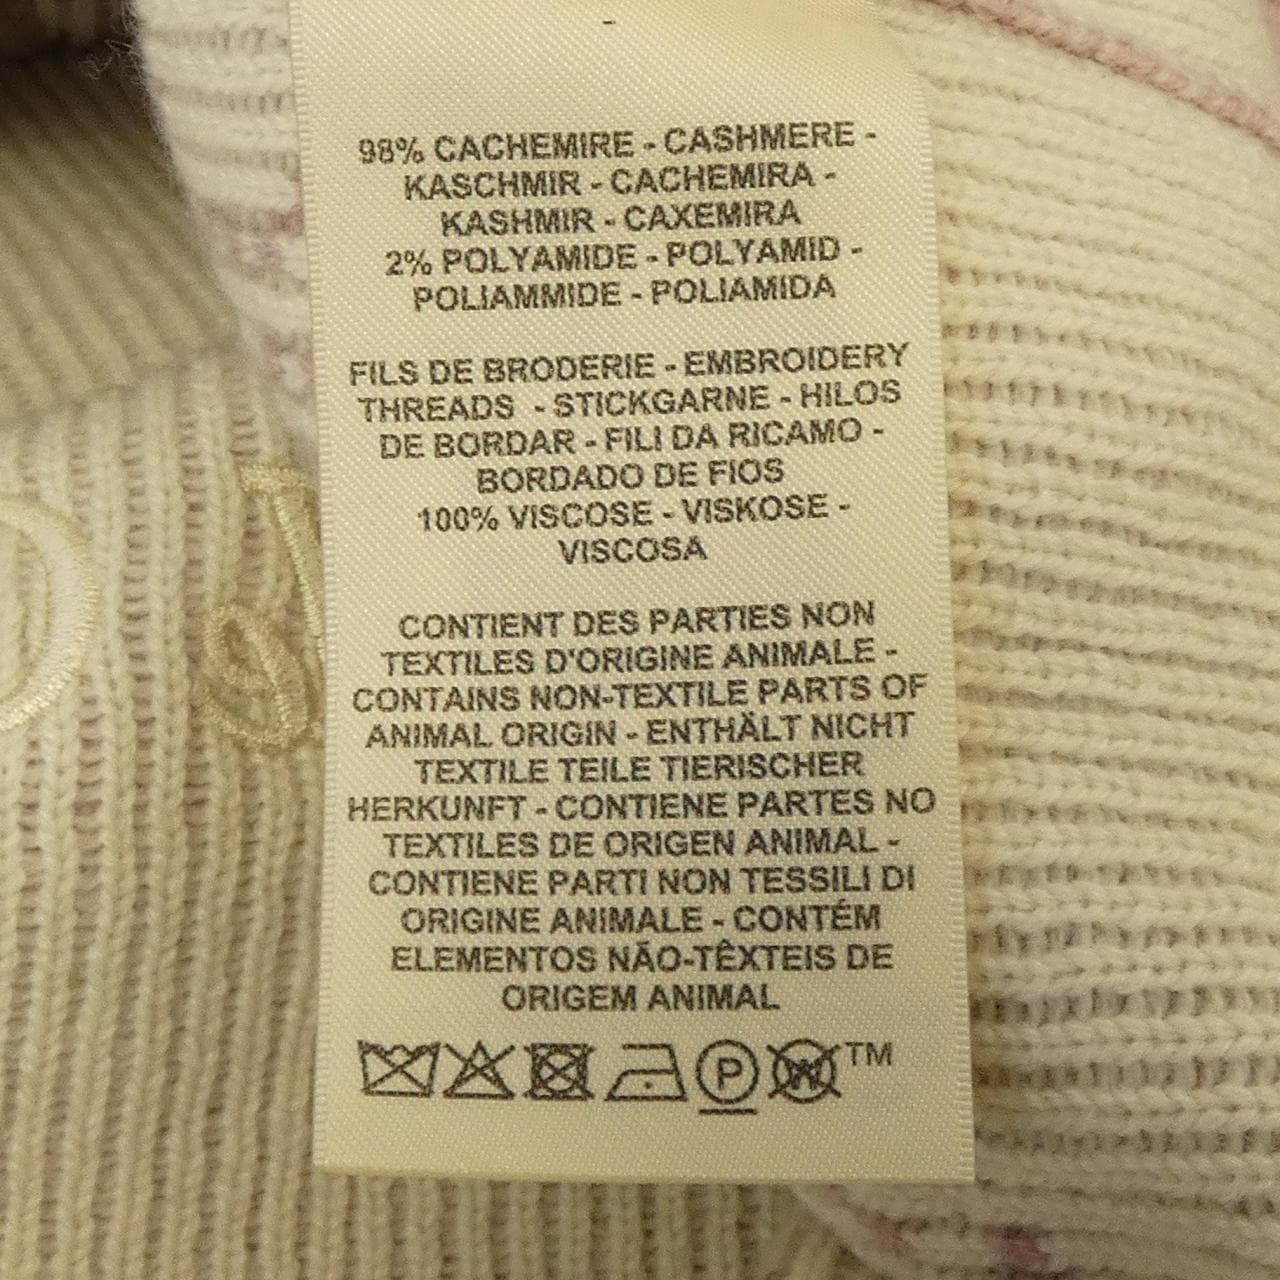 98% CACHEMIRE - CASHMERE -
KASCHMIR - CACHEMIRA -
KASHMIR - CAXEMIRA
2% POLYAMIDE - POLYAMID -
POLIAMMIDE - POLIAMIDA
FILS DE BRODERIE - EMBROIDERY
THREADS - STICKGARNE - HILOS
DE BORDAR - FILI DA RICAMO -
BORDADO DE FIOS
100% VISCOSE - VISKOSE -
VISCOSA
CONTIENT DES PARTIES NON
TEXTILES D'ORIGINE ANIMALE -
CONTAINS NON-TEXTILE PARTS OF
ANIMAL ORIGIN - ENTHÄLT NICHT
TEXTILE TEILE TIERISCHER
HERKUNFT - CONTIENE PARTES NO
TEXTILES DE ORIGEN ANIMAL -
CONTIENE PARTI NON TESSILI DI
ORIGINE ANIMALE - CONTÉM
ELEMENTOS NÃO-TÊXTEIS DE
ORIGEM ANIMAL
P W TM